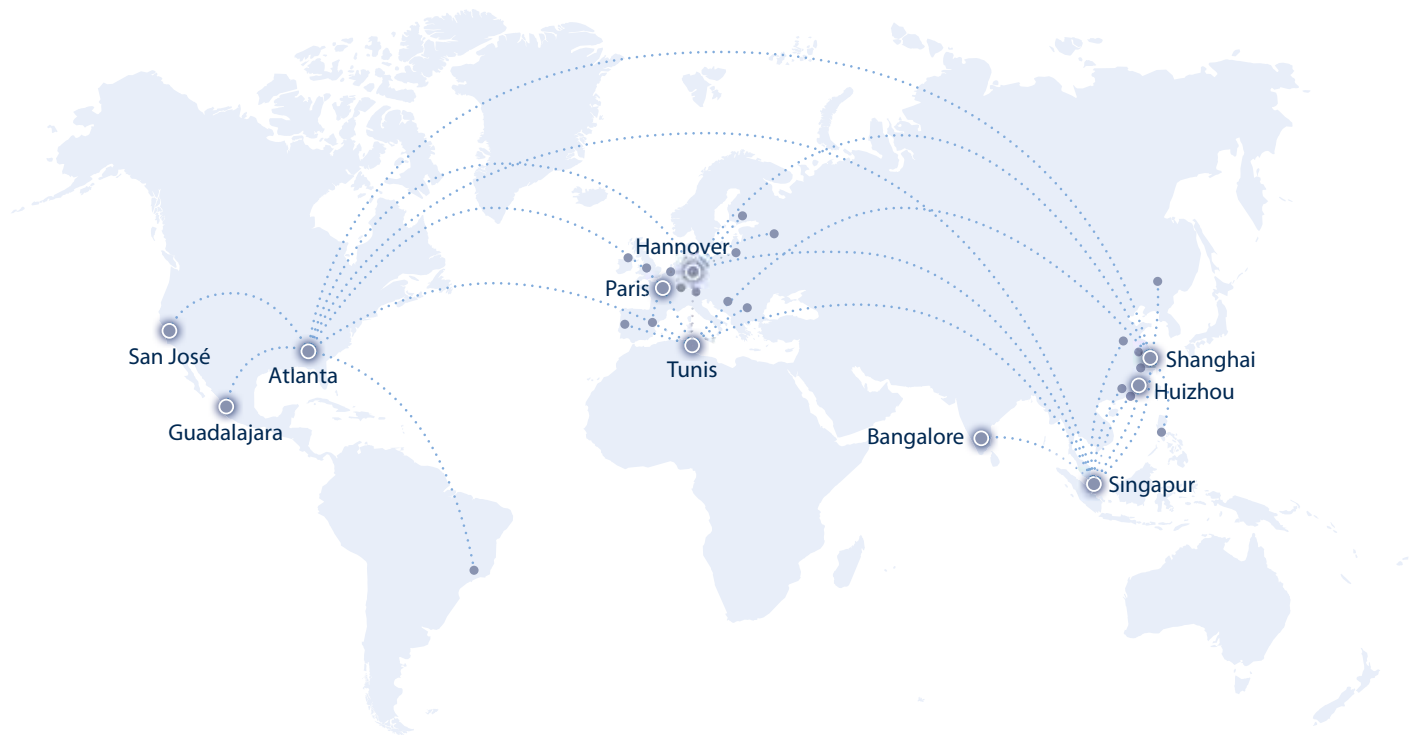 Hannover
Paris
San José
Atlanta
Tunis
Shanghai
Huizhou
Guadalajara
Bangalore
Singapur